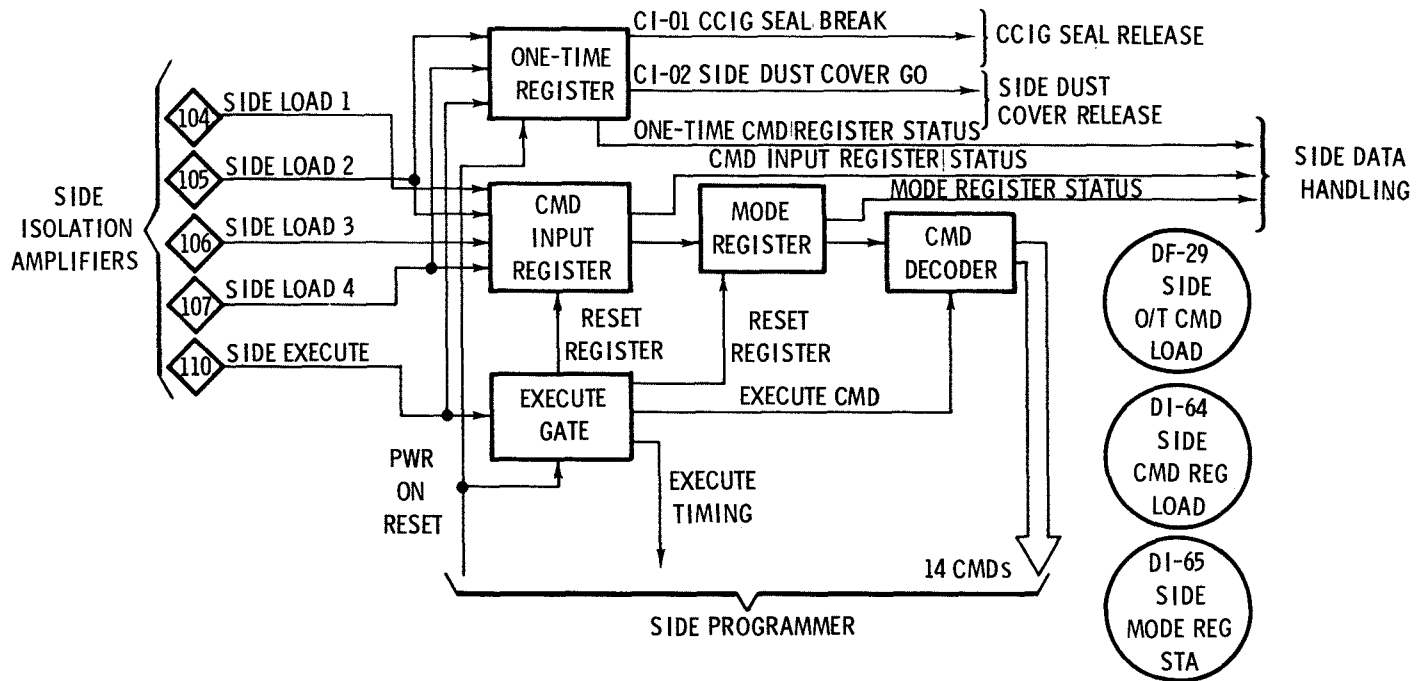 CI-01 CCIG SEAL BREAK
CCIG SEAL RELEASE
ONE-TIME
REGISTER
CI-02 SIDE DUST COVER GO
SIDE DUST
COVER RELEASE
ONE-TIME CMD REGISTER STATUS
CMD INPUT REGISTER STATUS
MODE REGISTER STATUS
SIDE DATA
HANDLING
SIDE
ISOLATION
AMPLIFIERS
104 SIDE LOAD 1
105 SIDE LOAD 2
106 SIDE LOAD 3
107 SIDE LOAD 4
110 SIDE EXECUTE
CMD
INPUT
REGISTER
MODE
REGISTER
CMD
DECODER
RESET
REGISTER
RESET
REGISTER
EXECUTE
GATE
EXECUTE CMD
PWR
ON
RESET
EXECUTE
TIMING
14 CMDs
SIDE PROGRAMMER
DF-29
SIDE
O/T CMD
LOAD
DI-64
SIDE
CMD REG
LOAD
DI-65
SIDE
MODE REG
STA